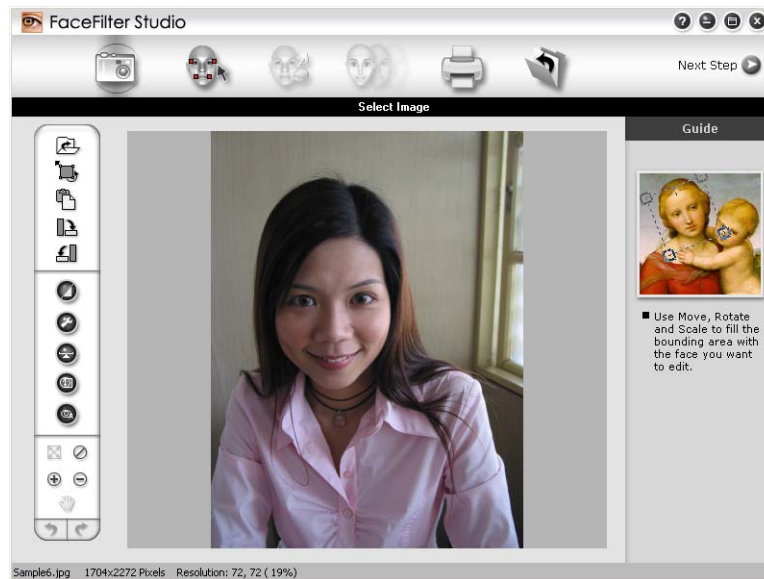 FaceFilter Studio
Next Step
Select Image
Guide
Use Move, Rotate
and Scale to fill the
bounding area with
the face you want
to edit.
Sample6.jpg 1704x2272 Pixels Resolution: 72, 72 ( 19%)